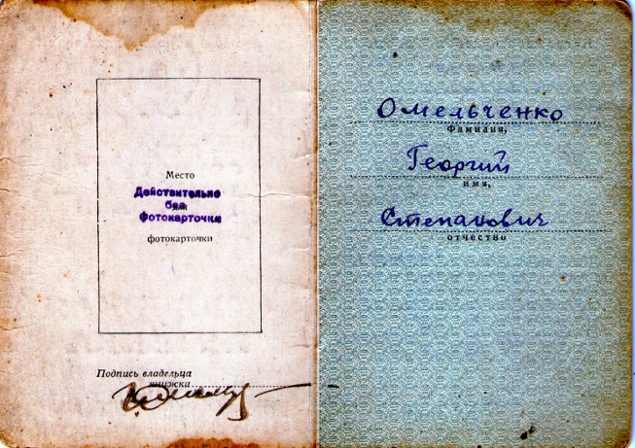 Место
Действительно
без
фотокарточки
фотокарточки
Подпись владельца
книжки
Омельченко
Фамилия,
Георгий
имя,
Степанович
отчество